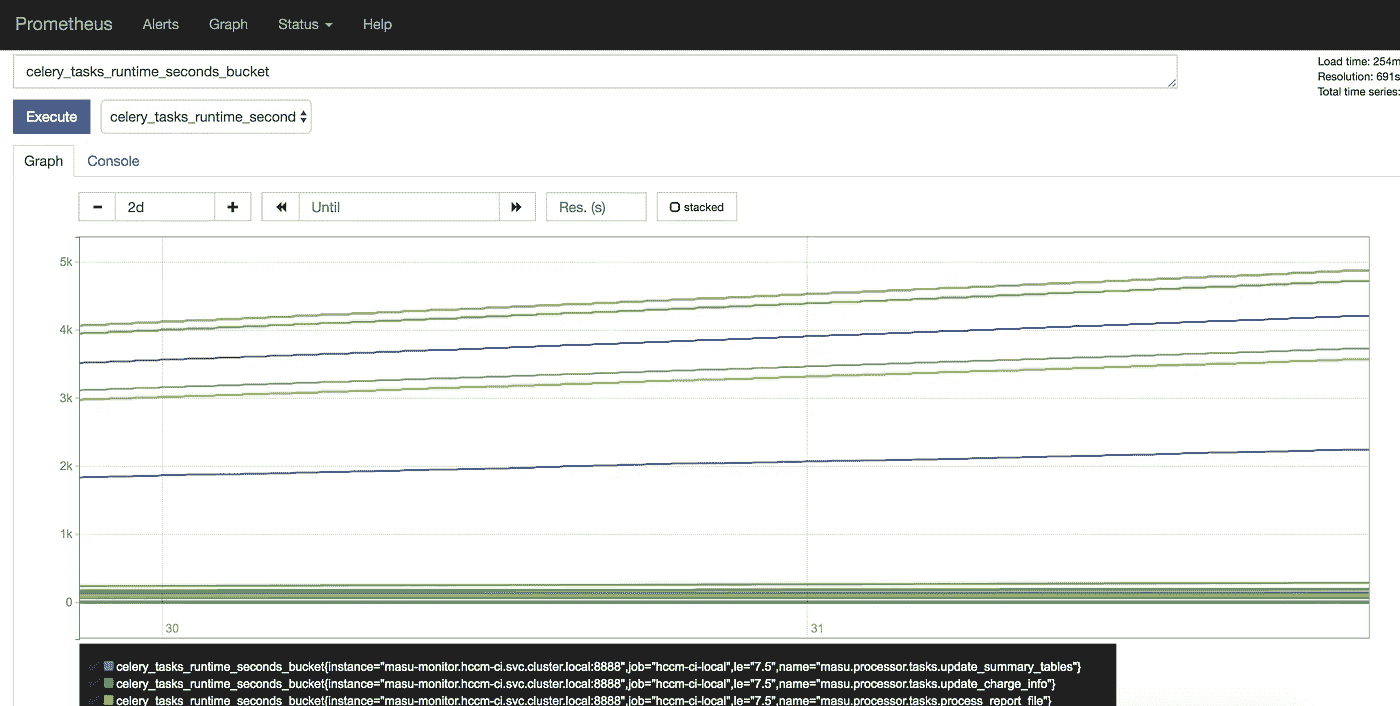 Prometheus Alerts Graph Status Help
celery_tasks_runtime_seconds_bucket
Load time: 254m
Resolution: 691s
Total time series:
Execute celery_tasks_runtime_second
Graph Console
2d Until Res. (s) stacked
5k
4k
3k
2k
1k
0
30 31
celery_tasks_runtime_seconds_bucket{instance="masu-monitor.hccm-ci.svc.cluster.local:8888",job="hccm-ci-local",le="7.5",name="masu.processor.tasks.update_summary_tables"}
celery_tasks_runtime_seconds_bucket{instance="masu-monitor.hccm-ci.svc.cluster.local:8888",job="hccm-ci-local",le="7.5",name="masu.processor.tasks.update_charge_info"}
celery_tasks_runtime_seconds_bucket{instance="masu-monitor.hccm-ci.svc.cluster.local:8888",job="hccm-ci-local",le="7.5",name="masu.processor.tasks.process_report_file"}